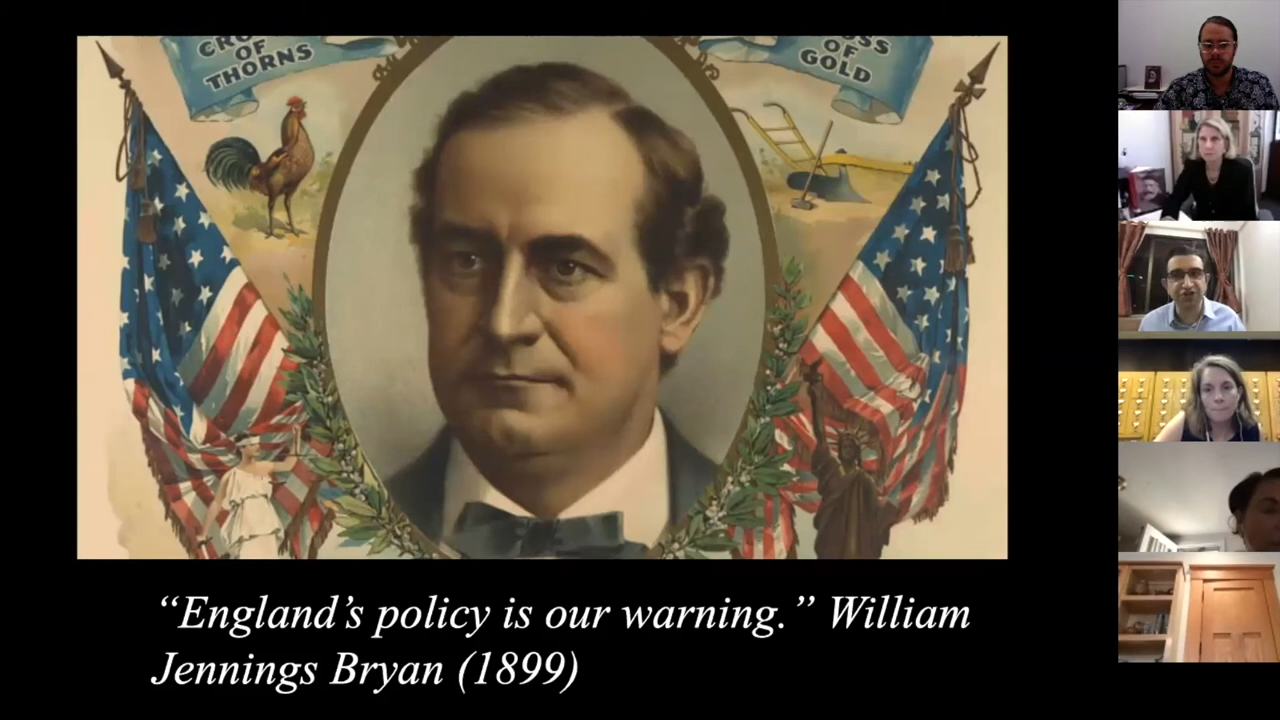 OF
THORNS
OF
GOLD
“England’s policy is our warning.” William
Jennings Bryan (1899)